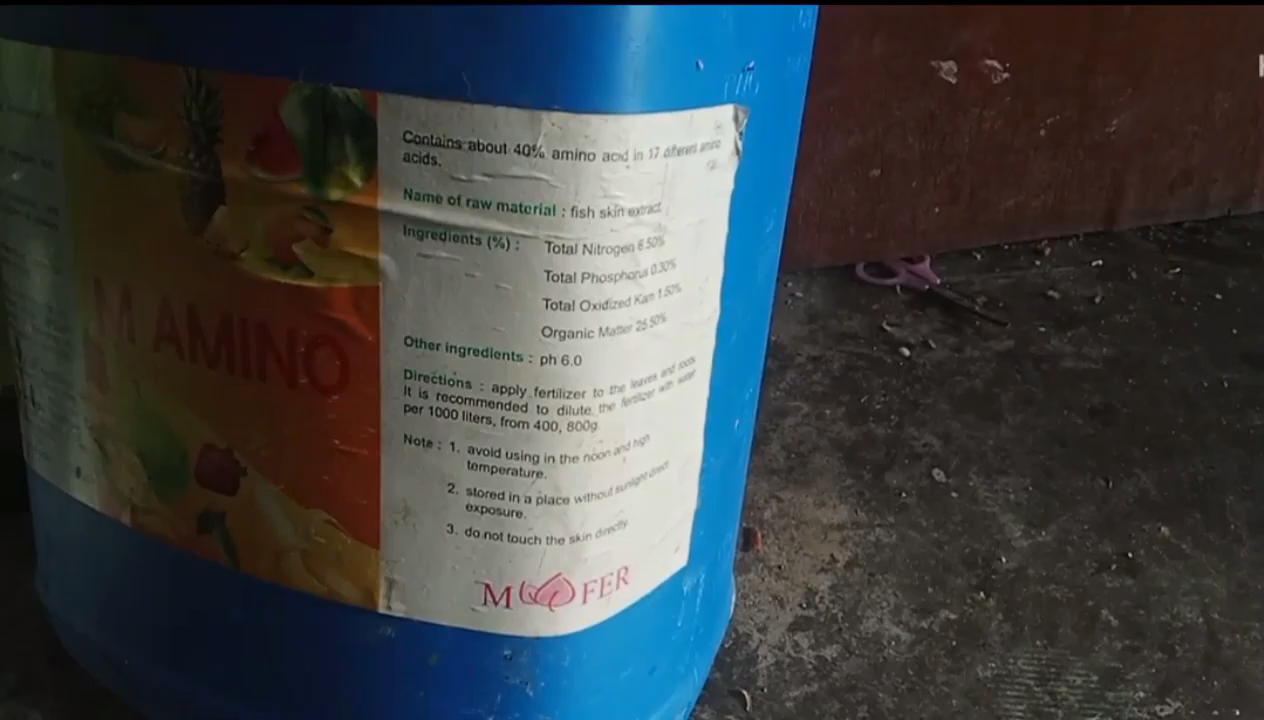 Contains about 40% amino acid in 17 different amino
acids.
Name of raw material : fish skin extract
Ingredients (%) : Total Nitrogen 6.50%
Total Phosphorus 0.30%
Total Oxidized Kam 1.50%
Organic Matter 25.50%
Other ingredients : ph 6.0
Directions : apply fertilizer to the leaves and roots
It is recommended to dilute the fertilizer with water
per 1000 liters, from 400, 800g.
Note : 1. avoid using in the noon and high
temperature.
2. stored in a place without sunlight direct
exposure.
3. do not touch the skin directly
M AMINO
M FER